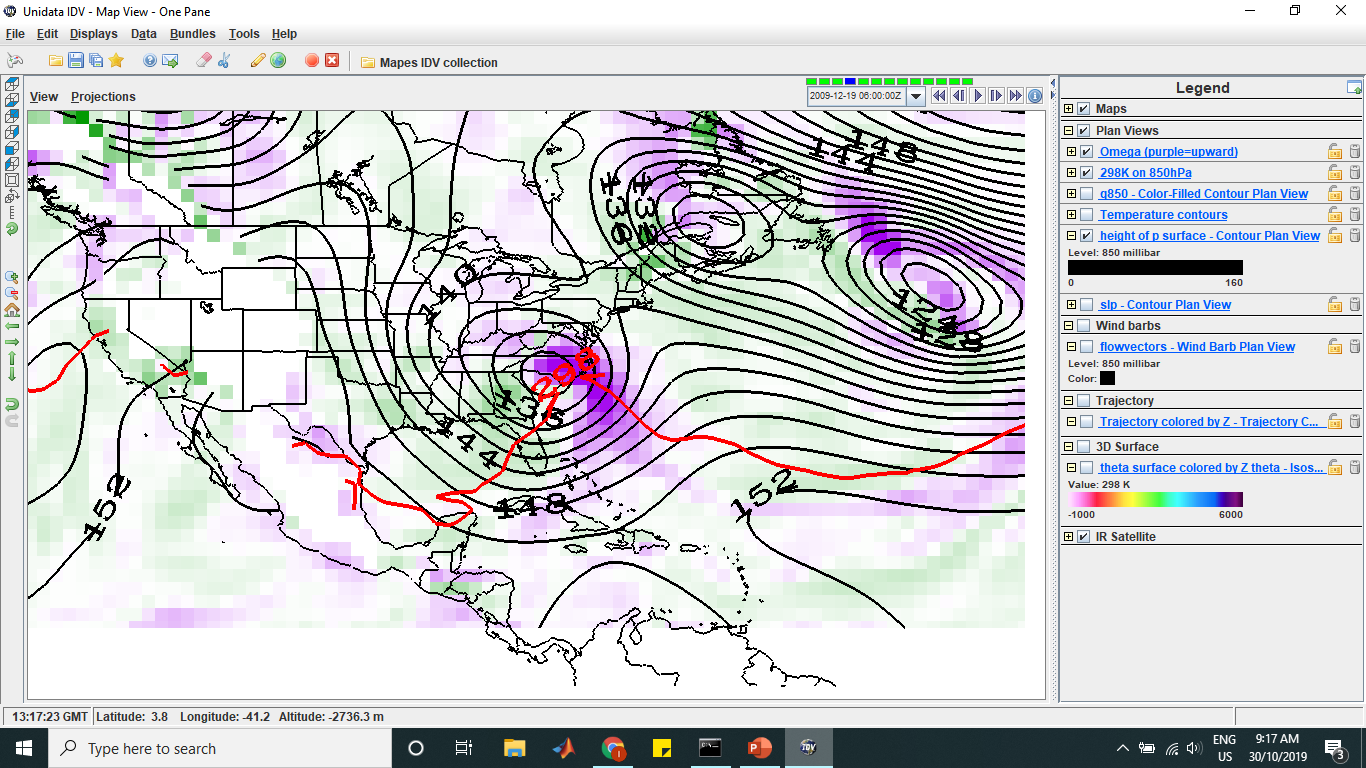 Unidata IDV - Map View - One Pane
File Edit Displays Data Bundles Tools Help
Mapes IDV collection
View Projections
2009-12-19 06:00:00Z
148
144
140
298
135
144
148
152
152
128
Legend
Maps
Plan Views
Omega (purple=upward)
298K on 850hPa
q850 - Color-Filled Contour Plan View
Temperature contours
height of p surface - Contour Plan View
Level: 850 millibar
0 160
slp - Contour Plan View
Wind barbs
flowvectors - Wind Barb Plan View
Level: 850 millibar
Color:
Trajectory
Trajectory colored by Z - Trajectory C...
3D Surface
theta surface colored by Z theta - Isos...
Value: 298 K
-1000 6000
IR Satellite
13:17:23 GMT Latitude: 3.8 Longitude: -41.2 Altitude: -2736.3 m
Type here to search
ENG
US
9:17 AM
30/10/2019
3